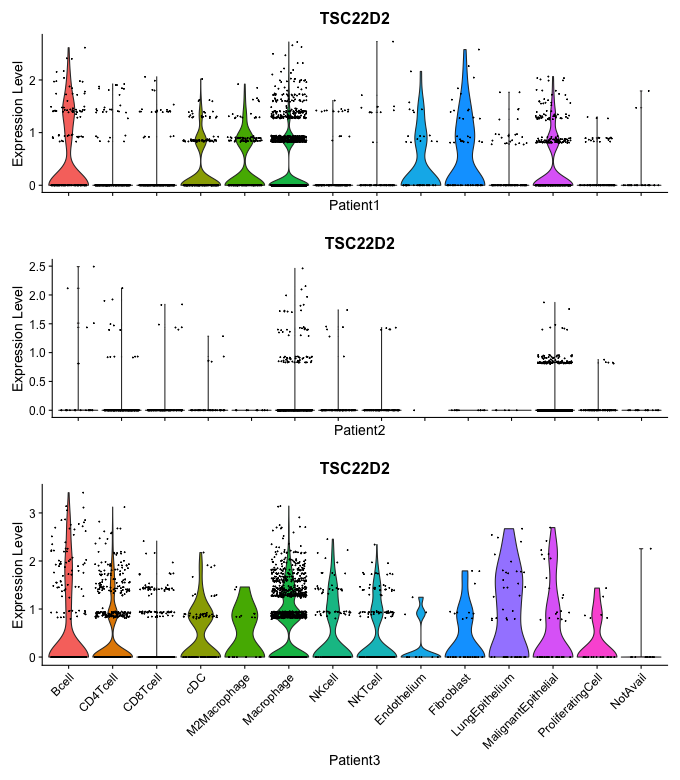 TSC22D2
Expression Level
2
1
0
Patient1
TSC22D2
Expression Level
2.5
2.0
1.5
1.0
0.5
0.0
Patient2
TSC22D2
Expression Level
3
2
1
0
Bcell
CD4Tcell
CD8Tcell
cDC
M2Macrophage
Macrophage
NKcell
NKTcell
Endothelium
Fibroblast
LungEpithelium
MalignantEpithelial
ProliferatingCell
NotAvail
Patient3